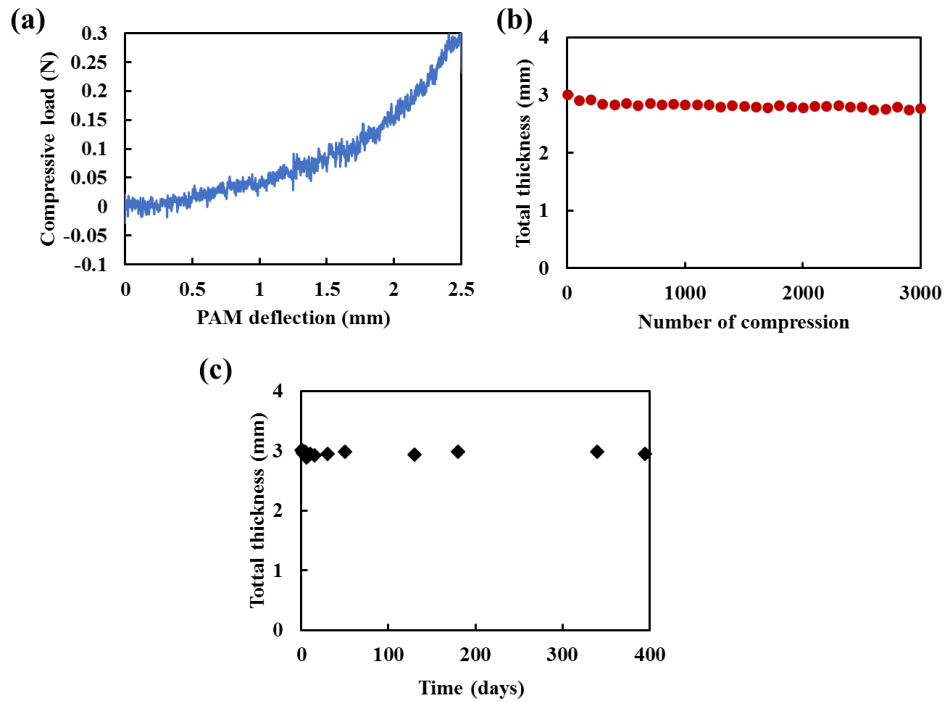 (a)
Compressive load (N)
0.3
0.25
0.2
0.15
0.1
0.05
0
-0.05
-0.1
0 0.5 1 1.5 2 2.5
PAM deflection (mm)
(b)
Total thickness (mm)
4
3
2
1
0
0 1000 2000 3000
Number of compression
(c)
Tottal thickness (mm)
4
3
2
1
0
0 100 200 300 400
Time (days)